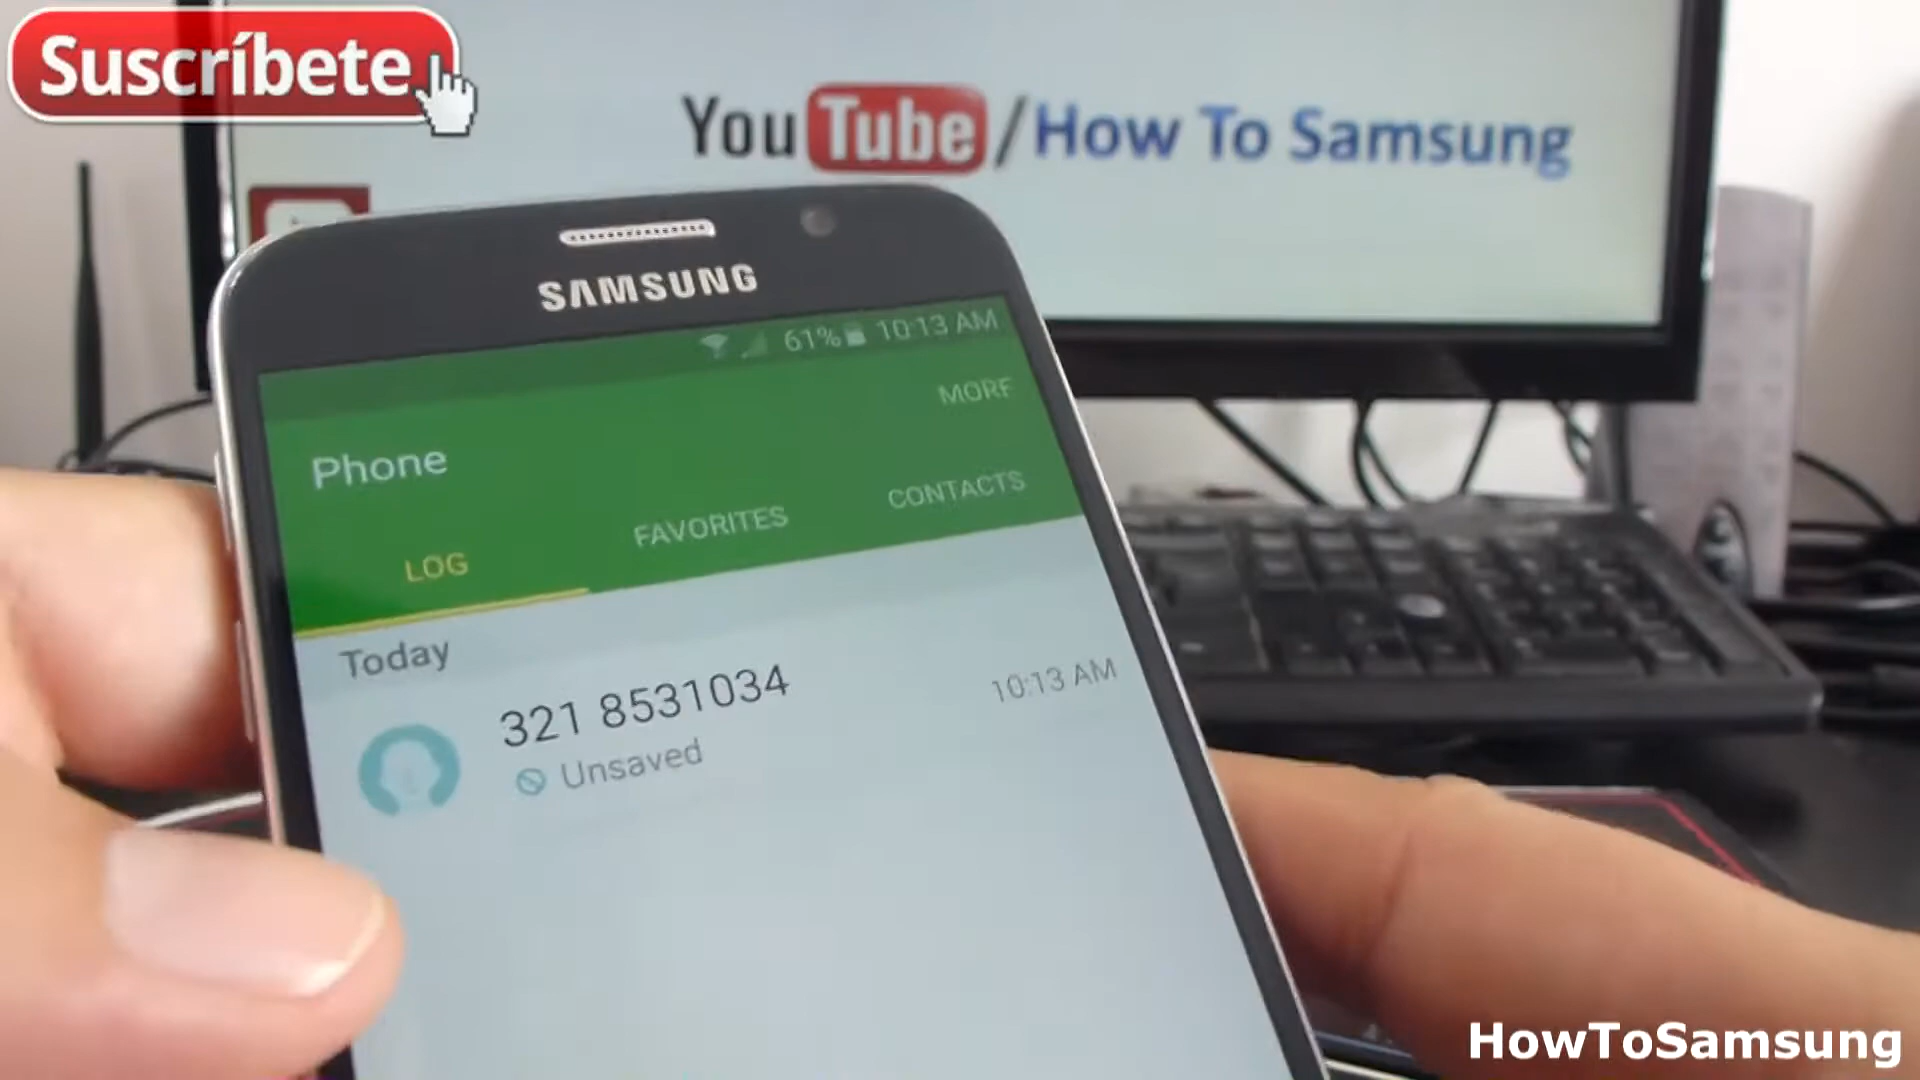 Suscríbete
YouTube/How To Samsung
SAMSUNG
61% 10:13 AM
MORE
Phone
LOG FAVORITES CONTACTS
Today
321 8531034
10:13 AM
Unsaved
HowToSamsung